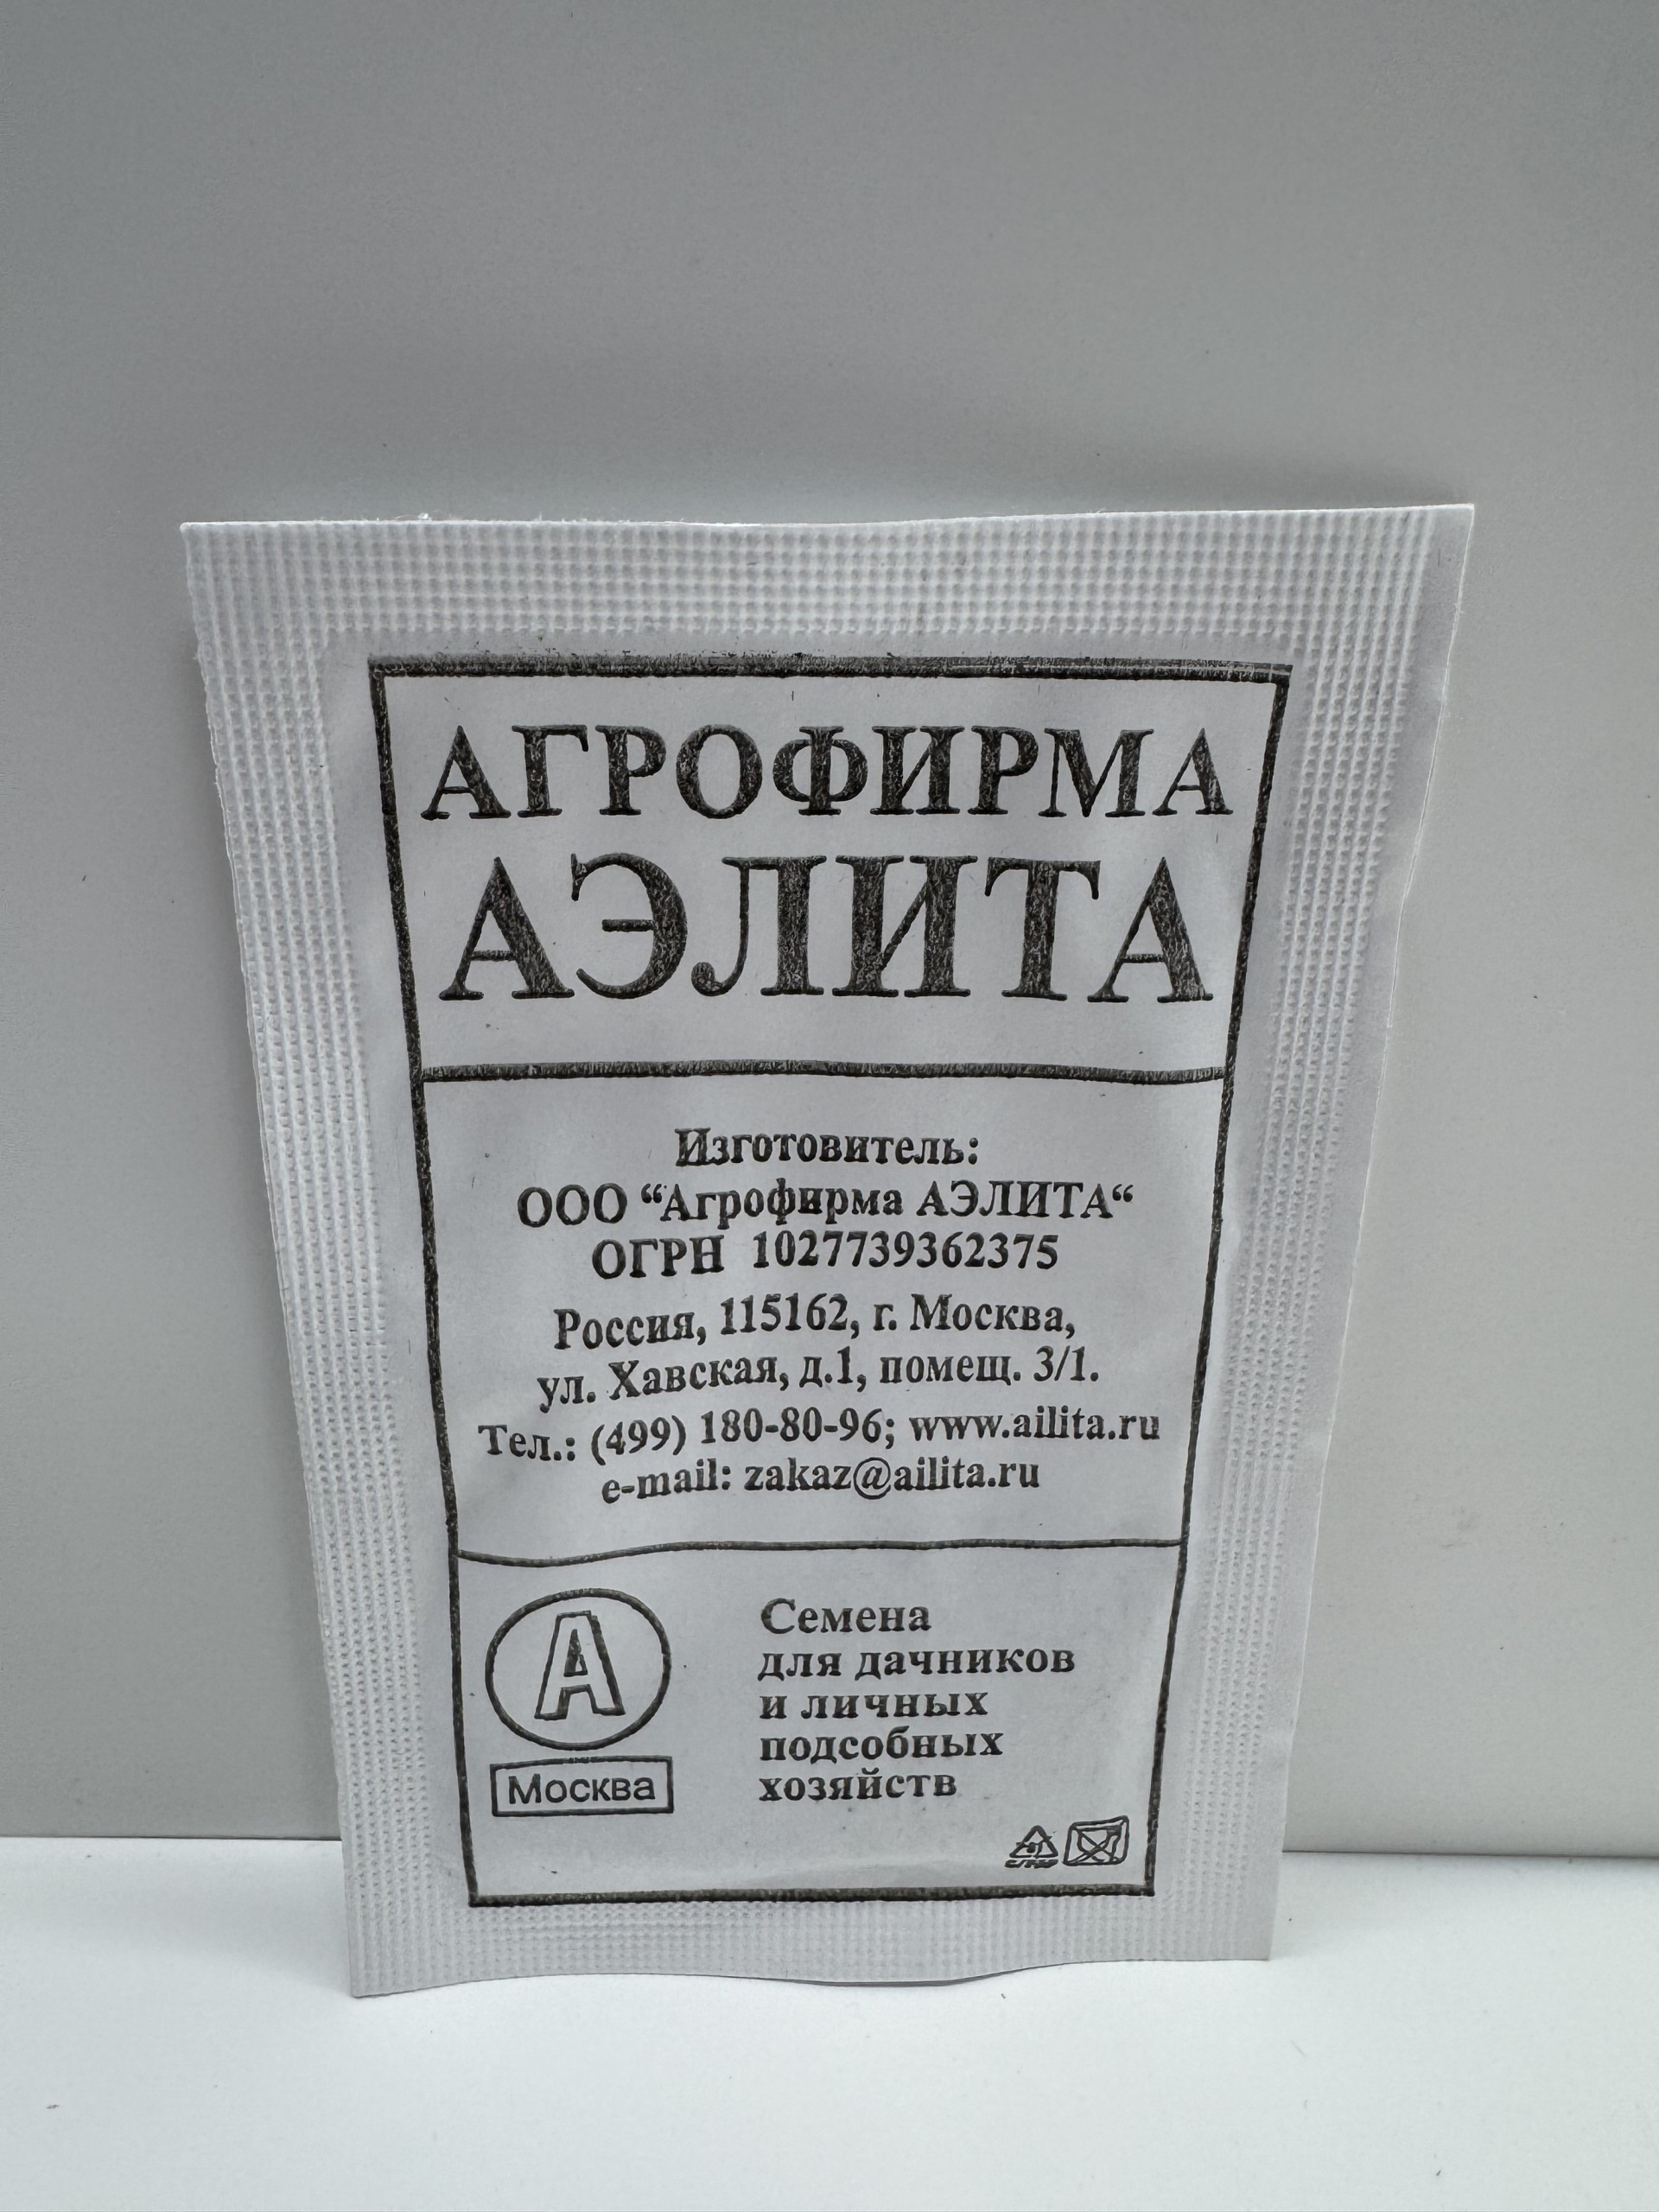 АГРОФИРМА
АЭЛИТА
Изготовитель:
ООО “Агрофирма АЭЛИТА“
ОГРН 1027739362375
Россия, 115162, г. Москва,
ул. Хавская, д.1, помещ. 3/1.
Тел.: (499) 180-80-96; www.ailita.ru
e-mail: zakaz@ailita.ru
А
Москва
Семена
для дачников
и личных
подсобных
хозяйств